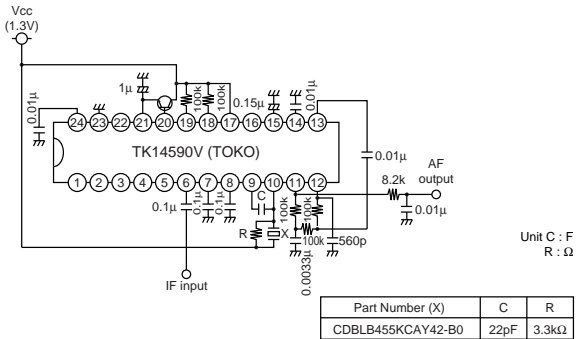 Vcc
(1.3V)
1μ
100k
100k
0.15μ
0.01μ
0.01μ
24 23 22 21 20 19 18 17 16 15 14 13
TK14590V (TOKO)
1 2 3 4 5 6 7 8 9 10 11 12
0.01μ
8.2k
AF
output
0.01μ
0.1μ
0.1μ
0.1μ
C
R
X
100k
100k
100k
560p
0.0033μ
IF input
Unit C : F
R : Ω
Part Number (X) C R
CDBLB455KCAY42-B0 22pF 3.3kΩ